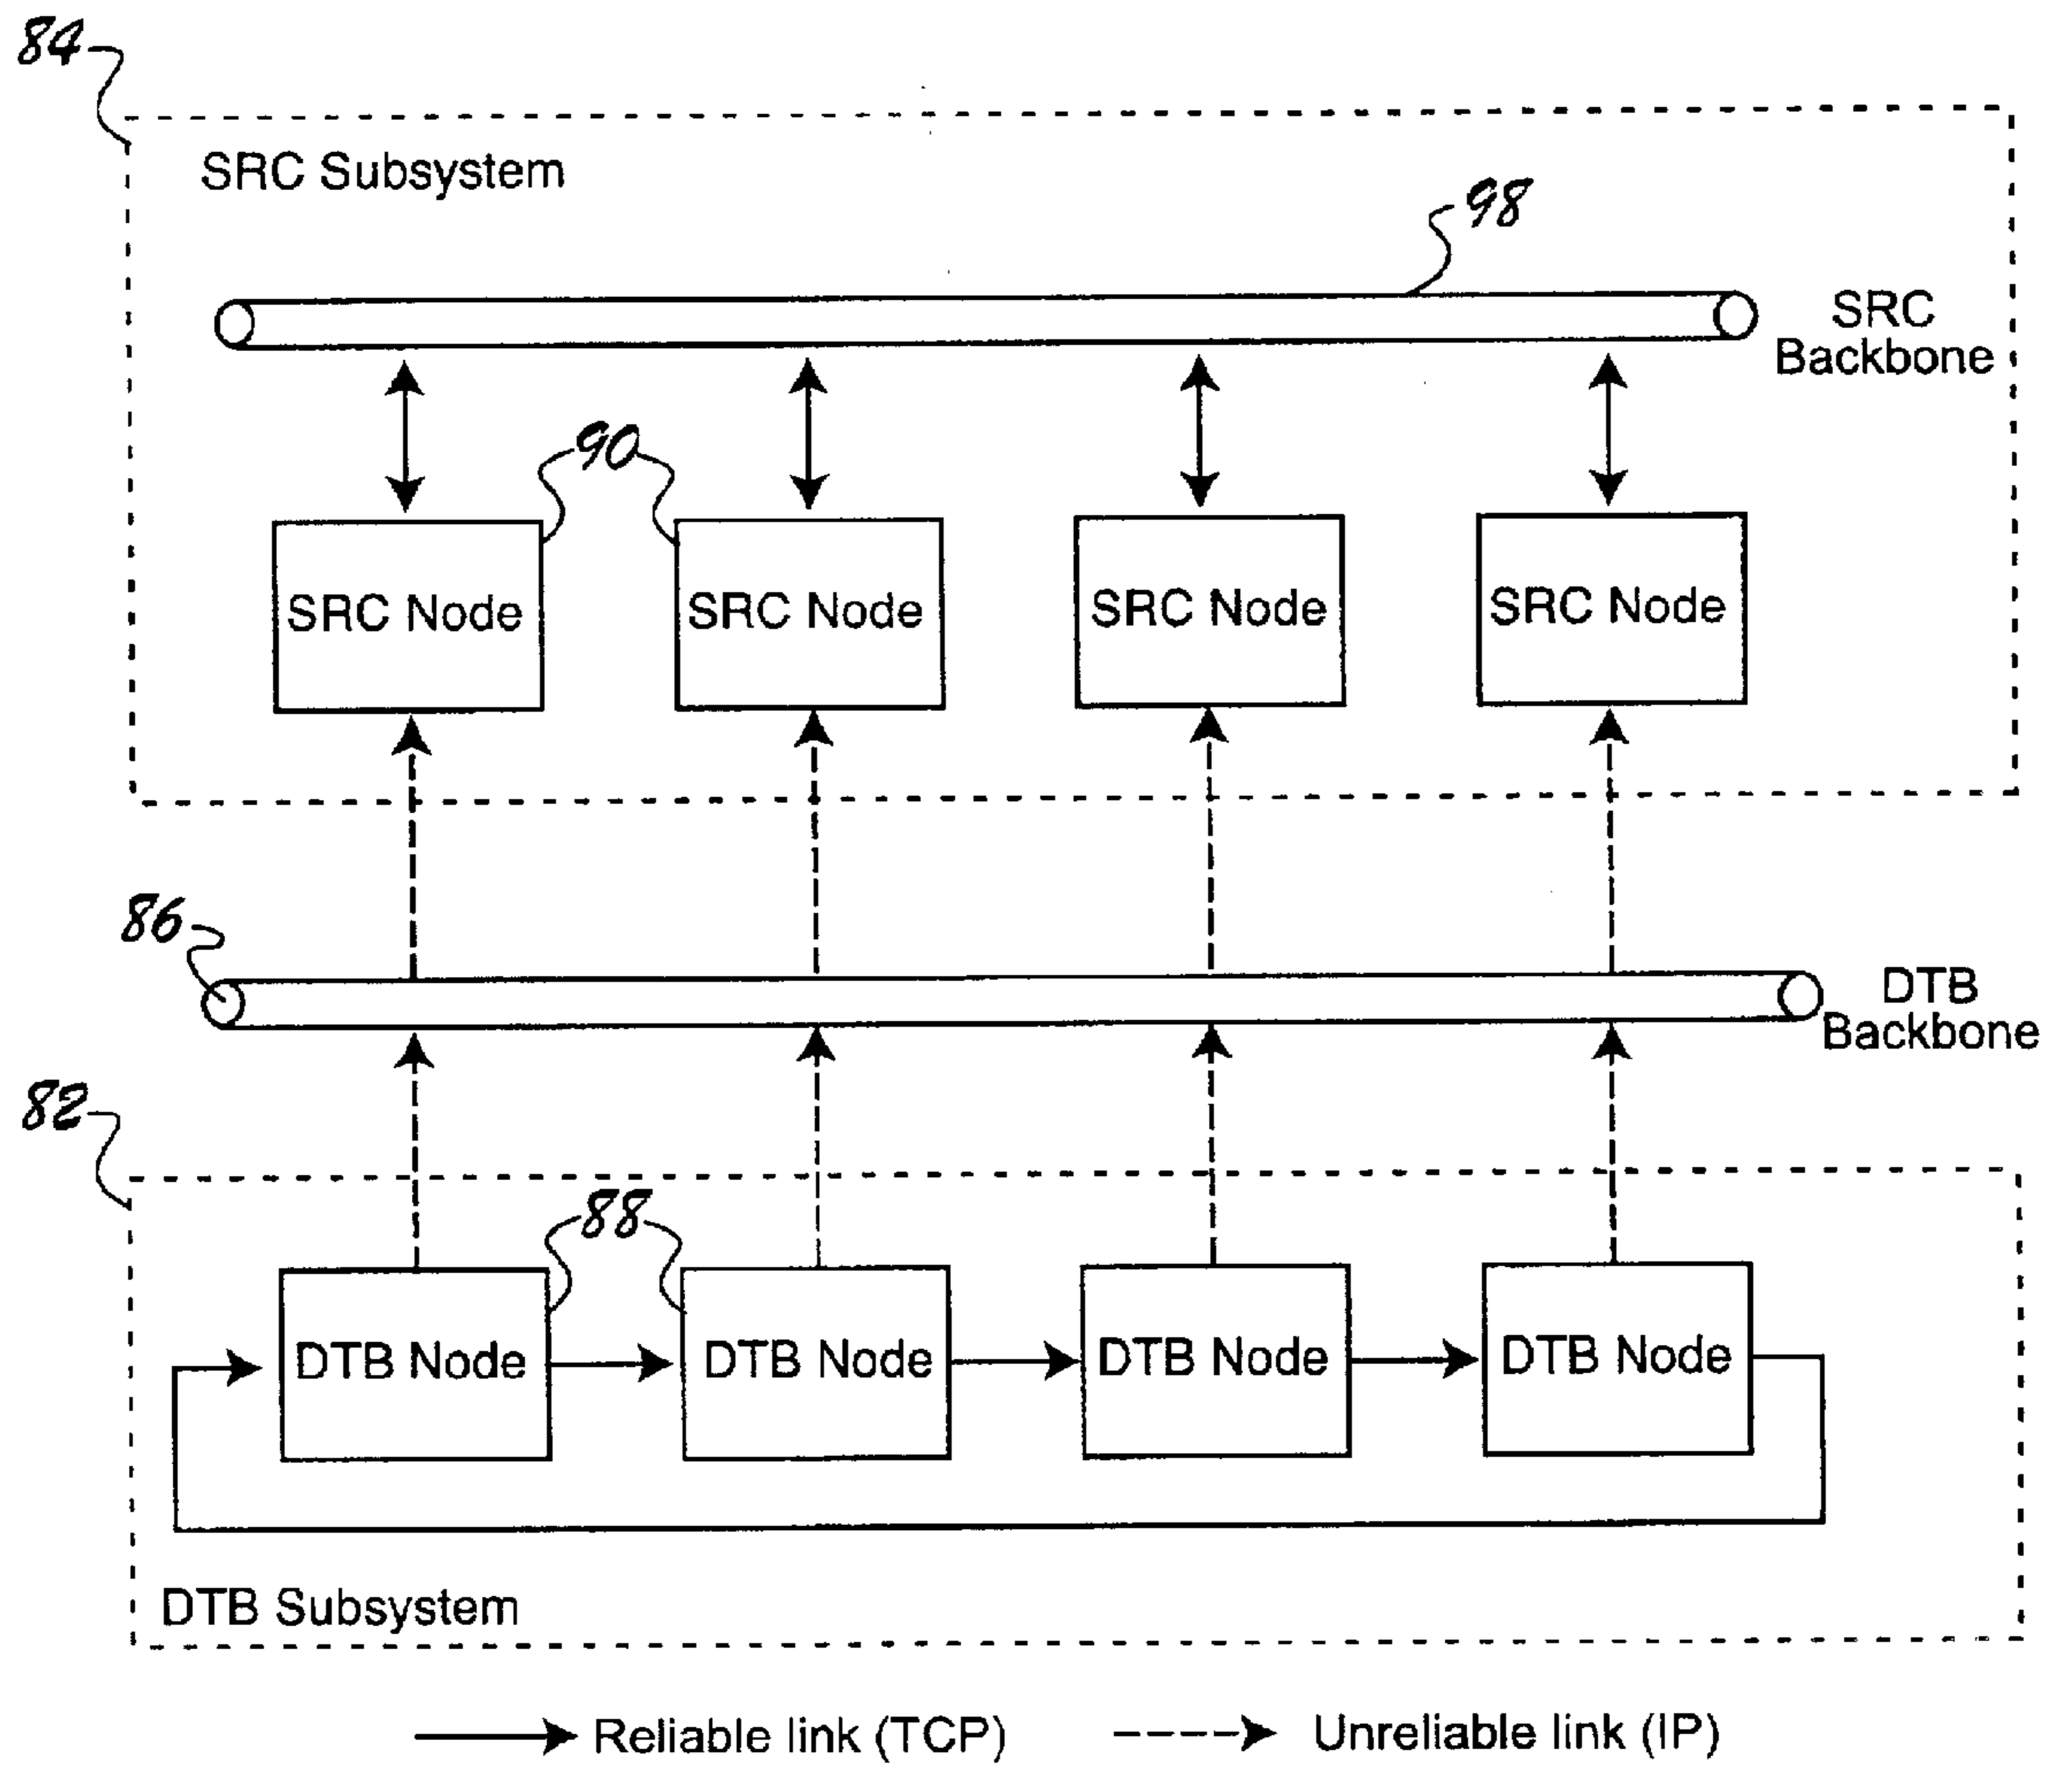 84
SRC Subsystem
98
SRC
Backbone
90
SRC Node
SRC Node
SRC Node
SRC Node
86
DTB
Backbone
82
88
DTB Node
DTB Node
DTB Node
DTB Node
DTB Subsystem
Reliable link (TCP)
Unreliable link (IP)